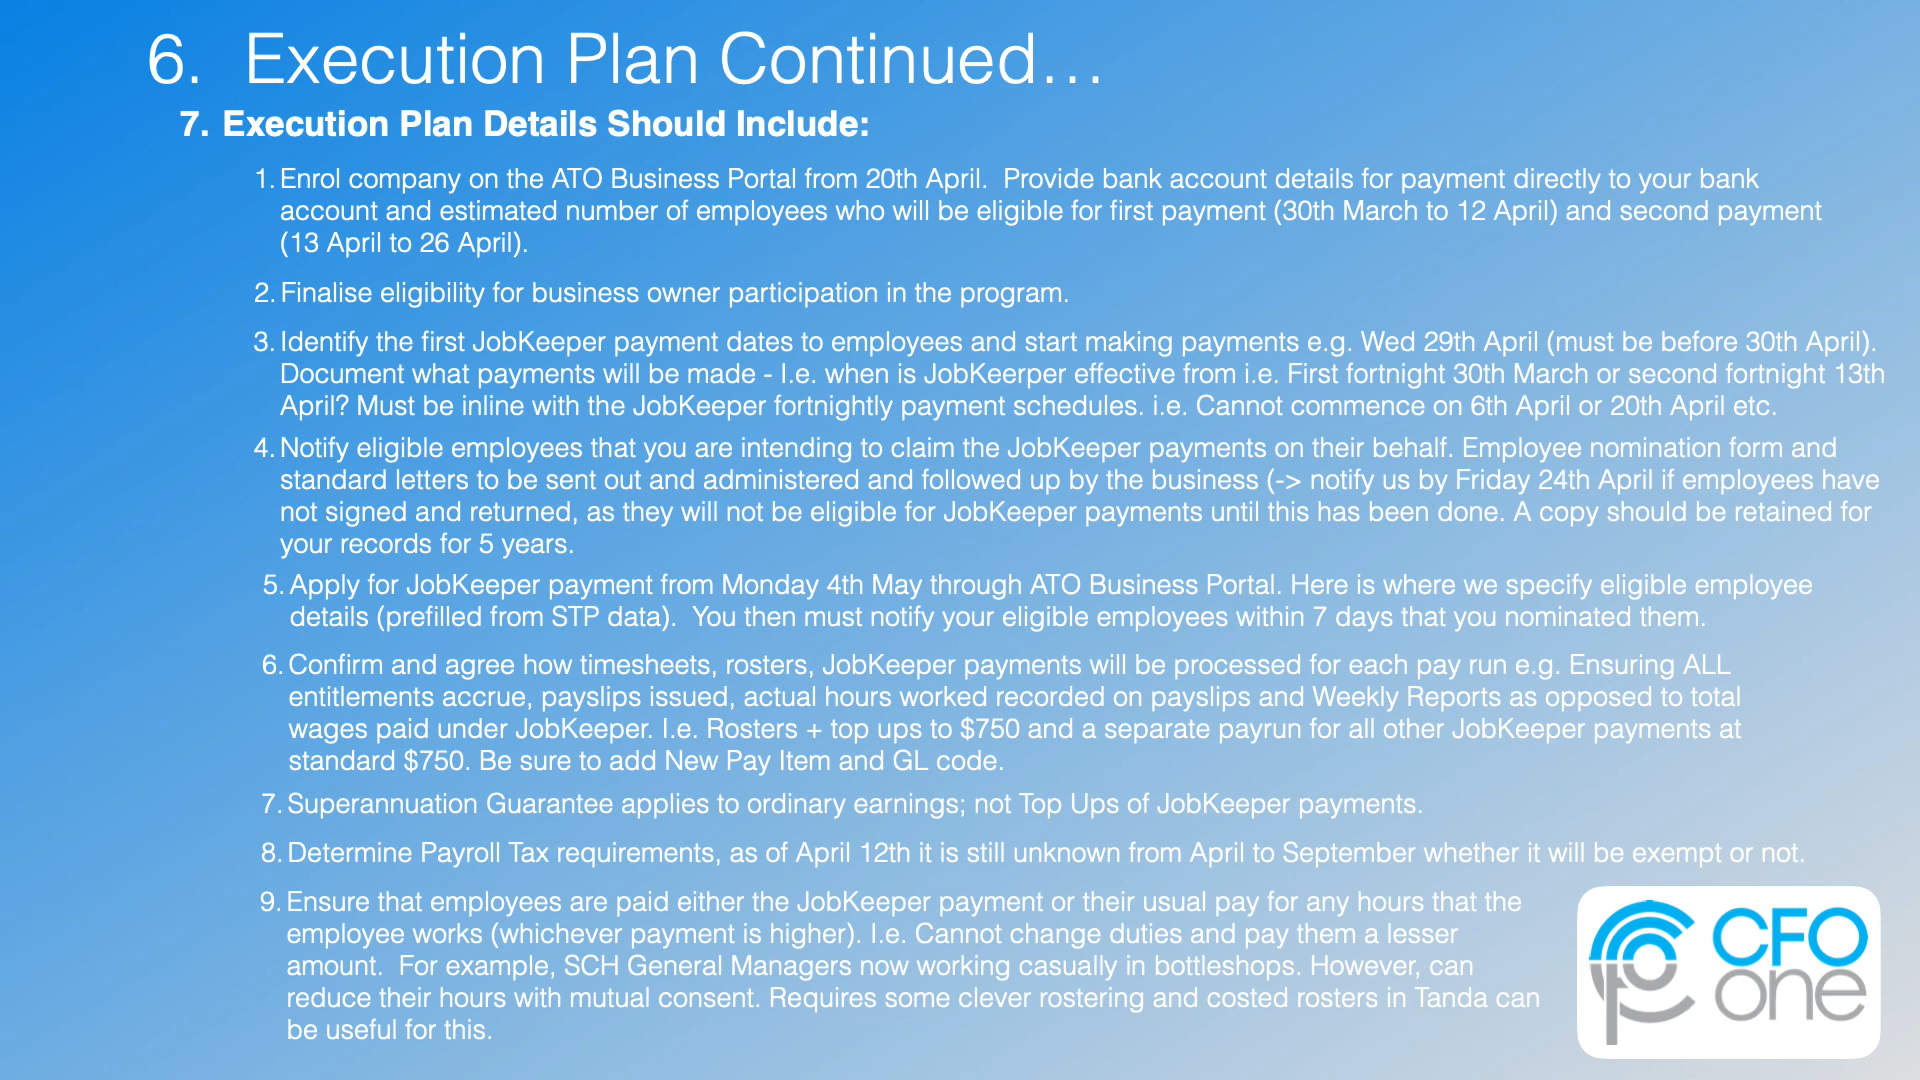 6. Execution Plan Continued…
7. Execution Plan Details Should Include:
1. Enrol company on the ATO Business Portal from 20th April.  Provide bank account details for payment directly to your bank
account and estimated number of employees who will be eligible for first payment (30th March to 12 April) and second payment
(13 April to 26 April).
2. Finalise eligibility for business owner participation in the program.
3. Identify the first JobKeeper payment dates to employees and start making payments e.g. Wed 29th April (must be before 30th April).
Document what payments will be made - I.e. when is JobKeerper effective from i.e. First fortnight 30th March or second fortnight 13th
April? Must be inline with the JobKeeper fortnightly payment schedules. i.e. Cannot commence on 6th April or 20th April etc.
4. Notify eligible employees that you are intending to claim the JobKeeper payments on their behalf. Employee nomination form and
standard letters to be sent out and administered and followed up by the business (-> notify us by Friday 24th April if employees have
not signed and returned, as they will not be eligible for JobKeeper payments until this has been done. A copy should be retained for
your records for 5 years.
5. Apply for JobKeeper payment from Monday 4th May through ATO Business Portal. Here is where we specify eligible employee
details (prefilled from STP data).  You then must notify your eligible employees within 7 days that you nominated them.
6. Confirm and agree how timesheets, rosters, JobKeeper payments will be processed for each pay run e.g. Ensuring ALL
entitlements accrue, payslips issued, actual hours worked recorded on payslips and Weekly Reports as opposed to total
wages paid under JobKeeper. I.e. Rosters + top ups to $750 and a separate payrun for all other JobKeeper payments at
standard $750. Be sure to add New Pay Item and GL code.
7. Superannuation Guarantee applies to ordinary earnings; not Top Ups of JobKeeper payments.
8. Determine Payroll Tax requirements, as of April 12th it is still unknown from April to September whether it will be exempt or not.
9. Ensure that employees are paid either the JobKeeper payment or their usual pay for any hours that the
employee works (whichever payment is higher). I.e. Cannot change duties and pay them a lesser
amount.  For example, SCH General Managers now working casually in bottleshops. However, can
reduce their hours with mutual consent. Requires some clever rostering and costed rosters in Tanda can
be useful for this.
CFO
one